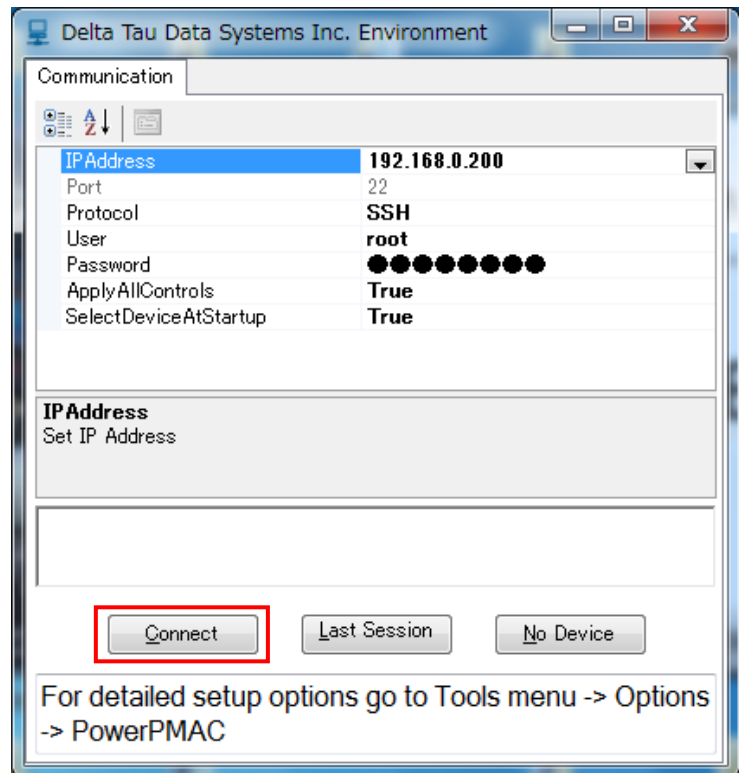 Delta Tau Data Systems Inc. Environment
Communication
IPAddress 192.168.0.200
Port 22
Protocol SSH
User root
Password ●●●●●●●●
ApplyAllControls True
SelectDeviceAtStartup True
IPAddress
Set IP Address
Connect Last Session No Device
For detailed setup options go to Tools menu -> Options
-> PowerPMAC